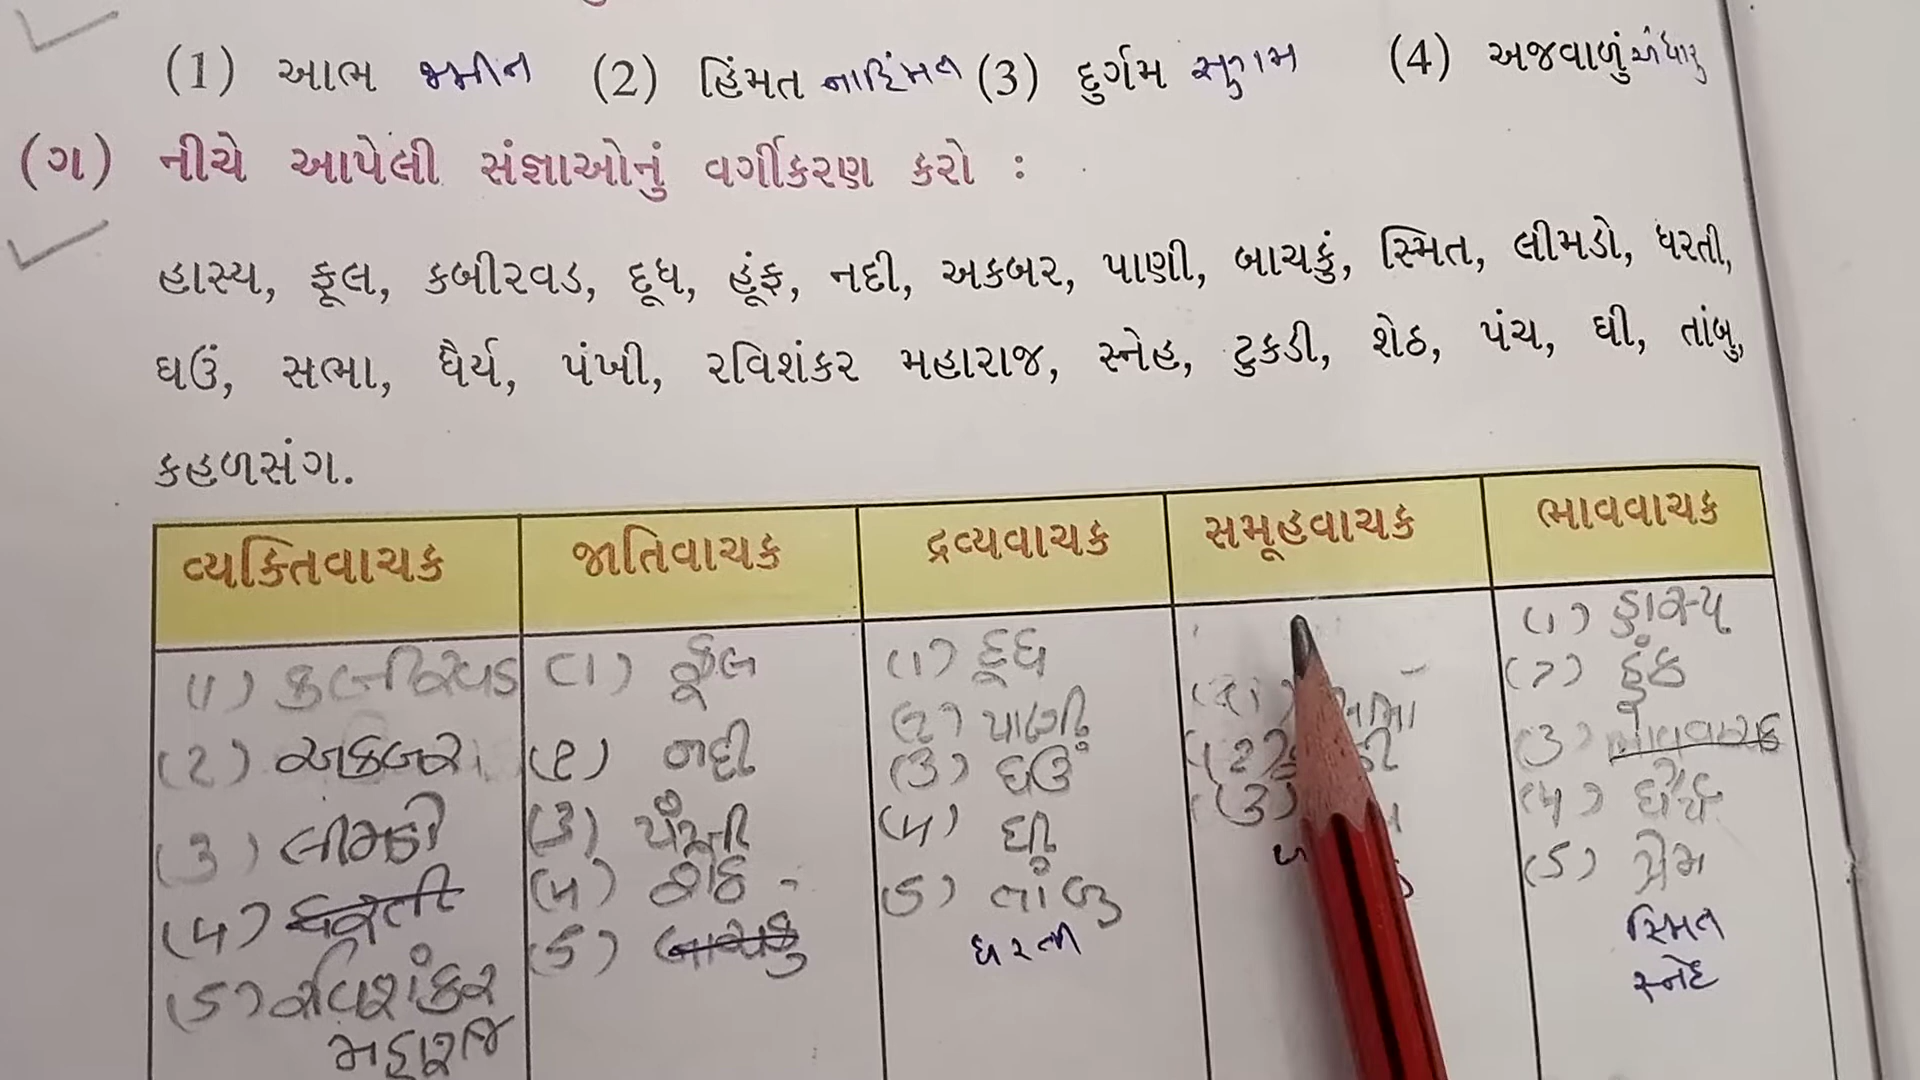 (1) આભ જમીન (2) હિંમત નાહિંમત (3) દુર્ગમ સુગમ (4) અજવાળું અંધારુ
(ગ) નીચે આપેલી સંજ્ઞાઓનું વર્ગીકરણ કરો :
હાસ્ય, ફૂલ, કબીરવડ, દૂધ, હૂંફ, નદી, અકબર, પાણી, બાચકું, સ્મિત, લીમડો, ધરતી,
ઘઉં, સભા, ધૈર્ય, પંખી, રવિશંકર મહારાજ, સ્નેહ, ટુકડી, શેઠ, પંચ, ઘી, તાંબુ,
કહળસંગ.
વ્યક્તિવાચક જાતિવાચક દ્રવ્યવાચક સમૂહવાચક ભાવવાચક
(1) કબીરવડ (1) ફૂલ (1) દૂધ (1) હાસ્ય
(2) અકબર (2) નદી (2) પાણી (2) હુંફ
(3) લીમડો (3) પંખી (3) ઘઉં (3) (3) ભાવવાચક
(4) ધરતી (4) શેઠ (4) ઘી (4) ધૈર્ય
(5) રવિશંકર (5) બાચકુ (5) તાંબુ (5) પ્રેમ
મહારાજ ધરતી સ્મિત
સ્નેહ